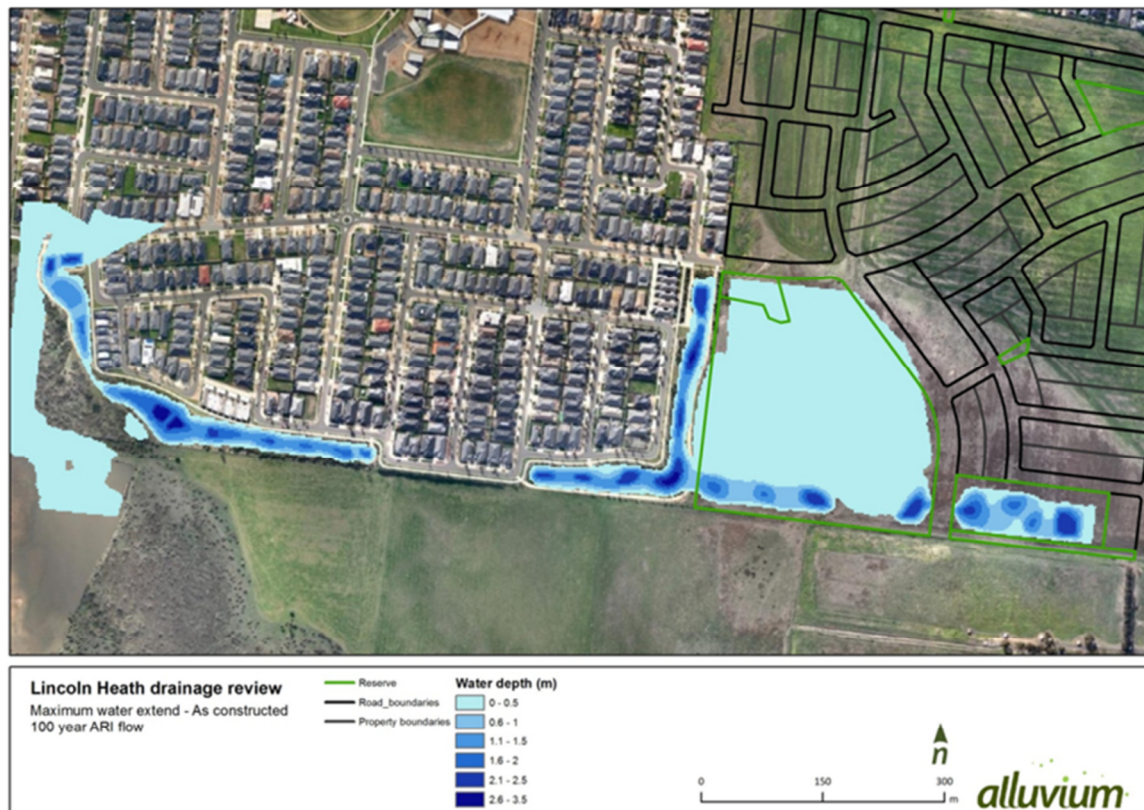 Lincoln Heath drainage review
Maximum water extend - As constructed
100 year ARI flow
Reserve
Road_boundaries
Property boundaries
Water depth (m)
0 - 0.5
0.6 - 1
1.1 - 1.5
1.6 - 2
2.1 - 2.5
2.6 - 3.5
n
0 150 300
m
alluvium